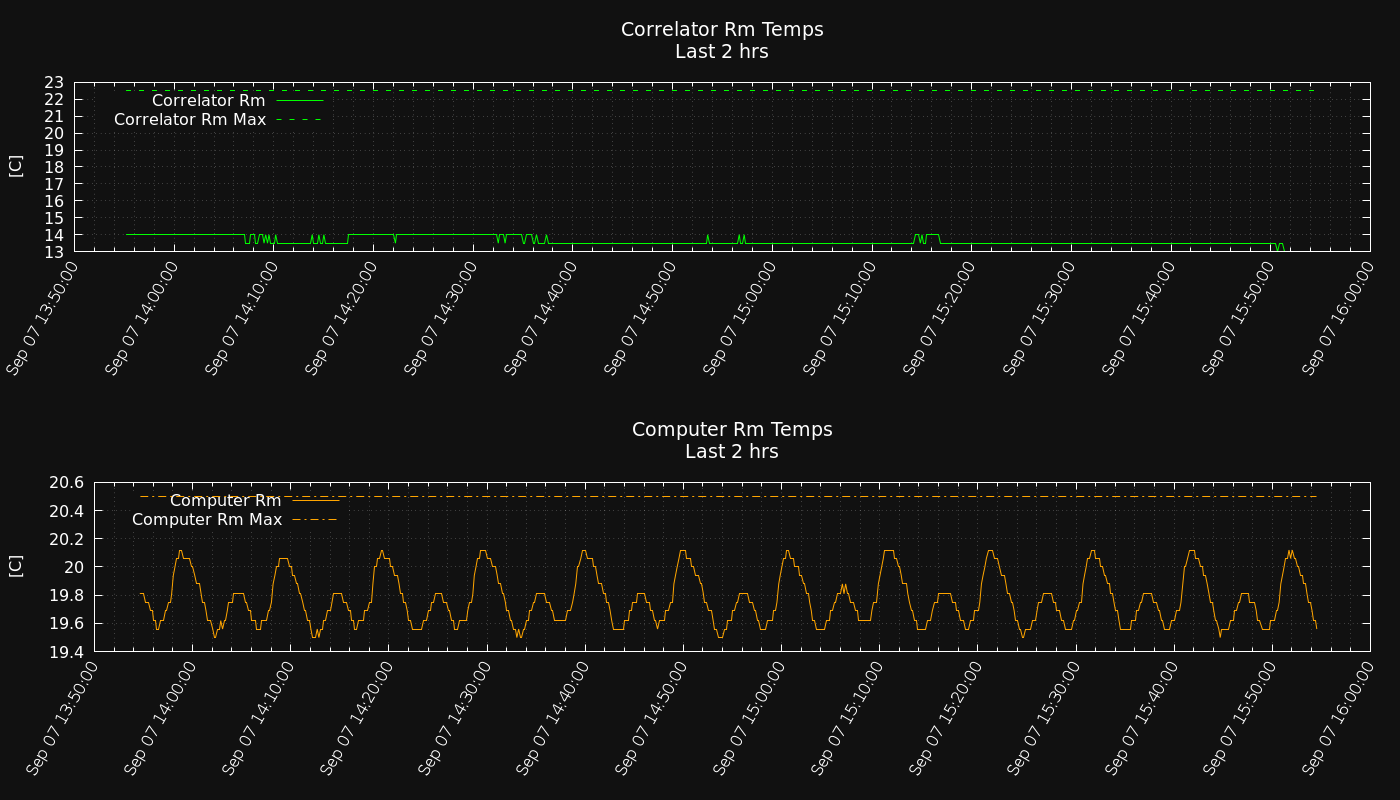 Correlator Rm Temps
Last 2 hrs
23
22
21
20
19
18
17
16
15
14
13
[C]
Correlator Rm
Correlator Rm Max
Sep 07 13:50:00
Sep 07 14:00:00
Sep 07 14:10:00
Sep 07 14:20:00
Sep 07 14:30:00
Sep 07 14:40:00
Sep 07 14:50:00
Sep 07 15:00:00
Sep 07 15:10:00
Sep 07 15:20:00
Sep 07 15:30:00
Sep 07 15:40:00
Sep 07 15:50:00
Sep 07 16:00:00
Computer Rm Temps
Last 2 hrs
20.6
20.4
20.2
20
19.8
19.6
19.4
[C]
Computer Rm
Computer Rm Max
Sep 07 13:50:00
Sep 07 14:00:00
Sep 07 14:10:00
Sep 07 14:20:00
Sep 07 14:30:00
Sep 07 14:40:00
Sep 07 14:50:00
Sep 07 15:00:00
Sep 07 15:10:00
Sep 07 15:20:00
Sep 07 15:30:00
Sep 07 15:40:00
Sep 07 15:50:00
Sep 07 16:00:00